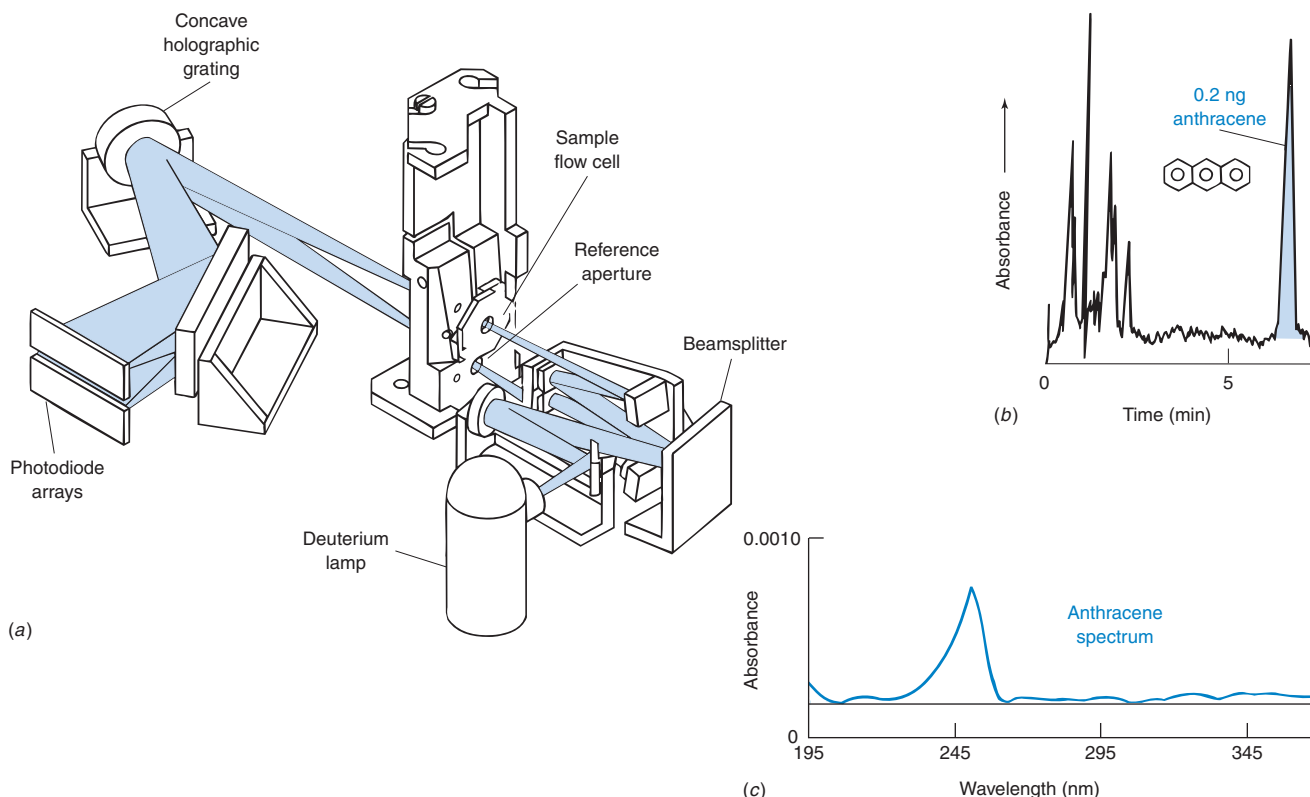 Concave
holographic
grating
Sample
flow cell
Reference
aperture
Beamsplitter
Photodiode
arrays
Deuterium
lamp
(a)
Absorbance
0.2 ng
anthracene
0
5
Time (min)
(b)
0.0010
Absorbance
Anthracene
spectrum
0
195
245
295
345
Wavelength (nm)
(c)